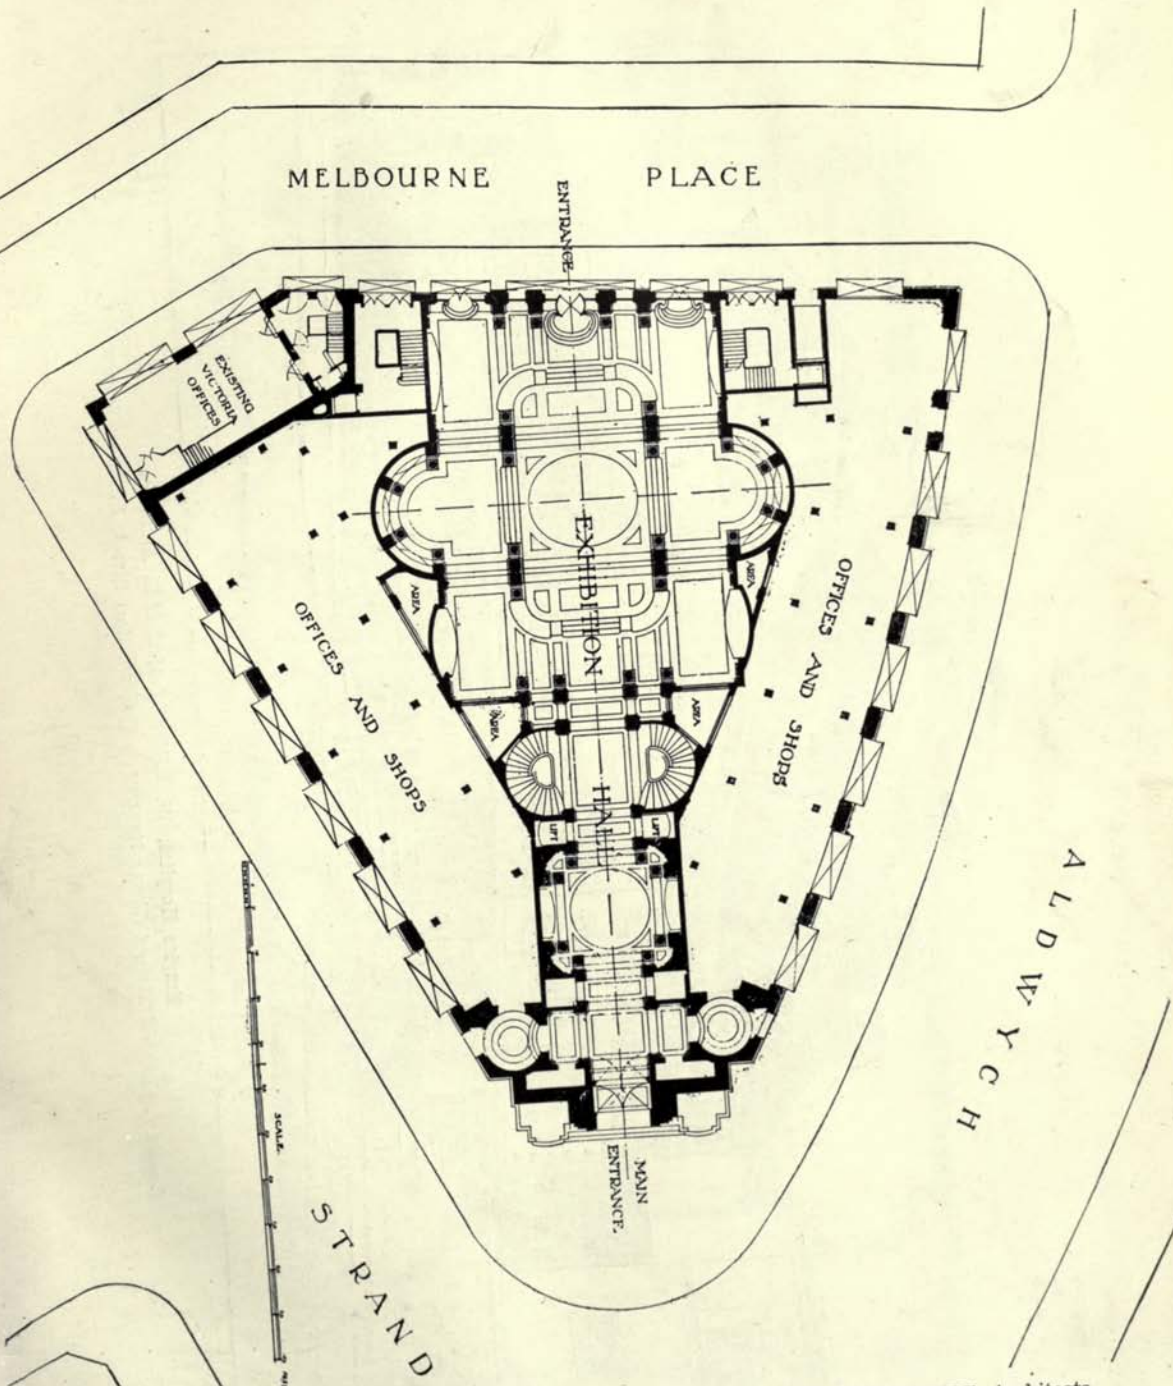 MELBOURNE PLACE
ENTRANCE
EXISTING
VICTORIA
OFFICES
EXHIBITION HALL
OFFICES AND SHOPS
OFFICES AND SHOPS
AREA
AREA
AREA
AREA
LIFT
LIFT
ALDWYCH
SCALE
MAIN
ENTRANCE.
STRAND